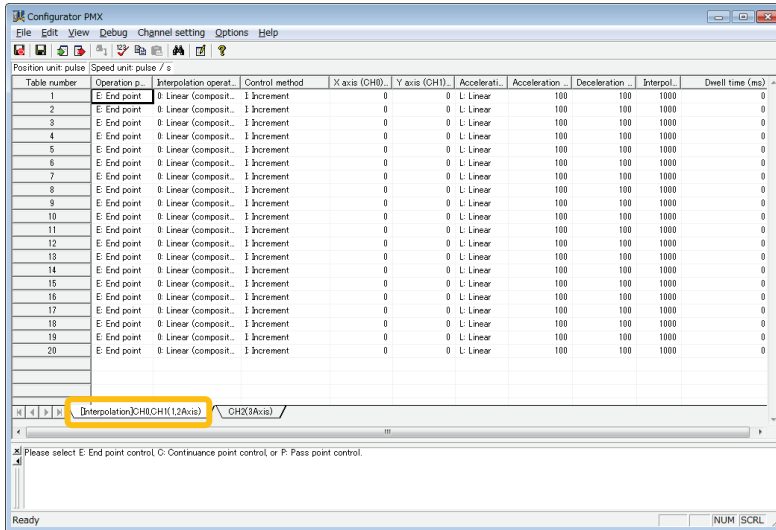 Configurator PMX
File Edit View Debug Channel setting Options Help
Position unit: pulse Speed unit: pulse / s
Table number Operation p... Interpolation operat... Control method X axis (CH0)... Y axis (CH1)... Accelerati... Acceleration ... Deceleration ... Interpol... Dwell time (ms)
1 E: End point 0: Linear (composit... I: Increment 0 0 L: Linear 100 100 1000 0
2 E: End point 0: Linear (composit... I: Increment 0 0 L: Linear 100 100 1000 0
3 E: End point 0: Linear (composit... I: Increment 0 0 L: Linear 100 100 1000 0
4 E: End point 0: Linear (composit... I: Increment 0 0 L: Linear 100 100 1000 0
5 E: End point 0: Linear (composit... I: Increment 0 0 L: Linear 100 100 1000 0
6 E: End point 0: Linear (composit... I: Increment 0 0 L: Linear 100 100 1000 0
7 E: End point 0: Linear (composit... I: Increment 0 0 L: Linear 100 100 1000 0
8 E: End point 0: Linear (composit... I: Increment 0 0 L: Linear 100 100 1000 0
9 E: End point 0: Linear (composit... I: Increment 0 0 L: Linear 100 100 1000 0
10 E: End point 0: Linear (composit... I: Increment 0 0 L: Linear 100 100 1000 0
11 E: End point 0: Linear (composit... I: Increment 0 0 L: Linear 100 100 1000 0
12 E: End point 0: Linear (composit... I: Increment 0 0 L: Linear 100 100 1000 0
13 E: End point 0: Linear (composit... I: Increment 0 0 L: Linear 100 100 1000 0
14 E: End point 0: Linear (composit... I: Increment 0 0 L: Linear 100 100 1000 0
15 E: End point 0: Linear (composit... I: Increment 0 0 L: Linear 100 100 1000 0
16 E: End point 0: Linear (composit... I: Increment 0 0 L: Linear 100 100 1000 0
17 E: End point 0: Linear (composit... I: Increment 0 0 L: Linear 100 100 1000 0
18 E: End point 0: Linear (composit... I: Increment 0 0 L: Linear 100 100 1000 0
19 E: End point 0: Linear (composit... I: Increment 0 0 L: Linear 100 100 1000 0
20 E: End point 0: Linear (composit... I: Increment 0 0 L: Linear 100 100 1000 0
[Interpolation]CH0,CH1(1,2Axis) CH2(3Axis)
Please select E: End point control, C: Continuance point control, or P: Pass point control.
Ready NUM SCRL